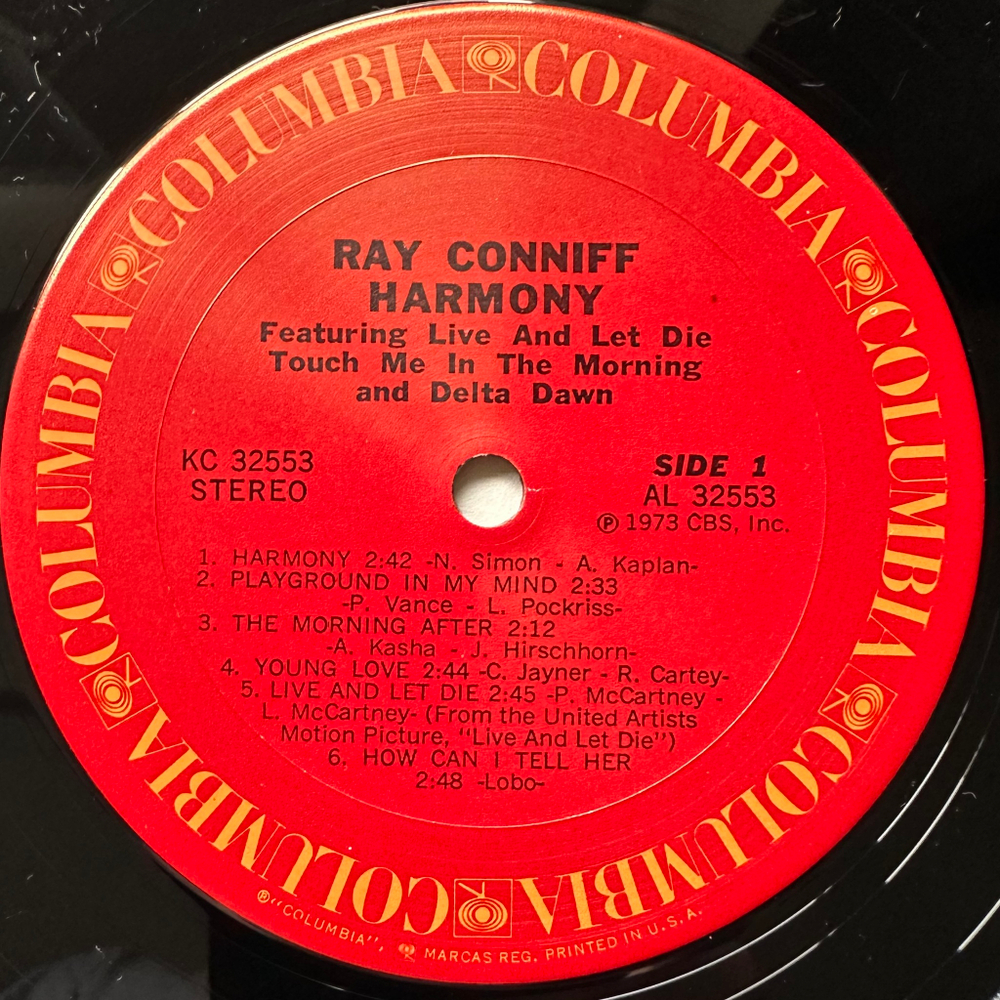 COLUMBIA COLUMBIA COLUMBIA COLUMBIA COLUMBIA COLUMBIA
RAY CONNIFF
HARMONY
Featuring Live And Let Die
Touch Me In The Morning
and Delta Dawn
KC 32553
STEREO
SIDE 1
AL 32553
℗ 1973 CBS, Inc.
1. HARMONY 2:42 -N. Simon - A. Kaplan-
2. PLAYGROUND IN MY MIND 2:33
-P. Vance - L. Pockriss-
3. THE MORNING AFTER 2:12
-A. Kasha - J. Hirschhorn-
4. YOUNG LOVE 2:44 -C. Jayner - R. Cartey-
5. LIVE AND LET DIE 2:45 -P. McCartney -
L. McCartney- (From the United Artists
Motion Picture, "Live And Let Die")
6. HOW CAN I TELL HER
2:48 -Lobo-
® "COLUMBIA", MARCAS REG. PRINTED IN U.S.A.